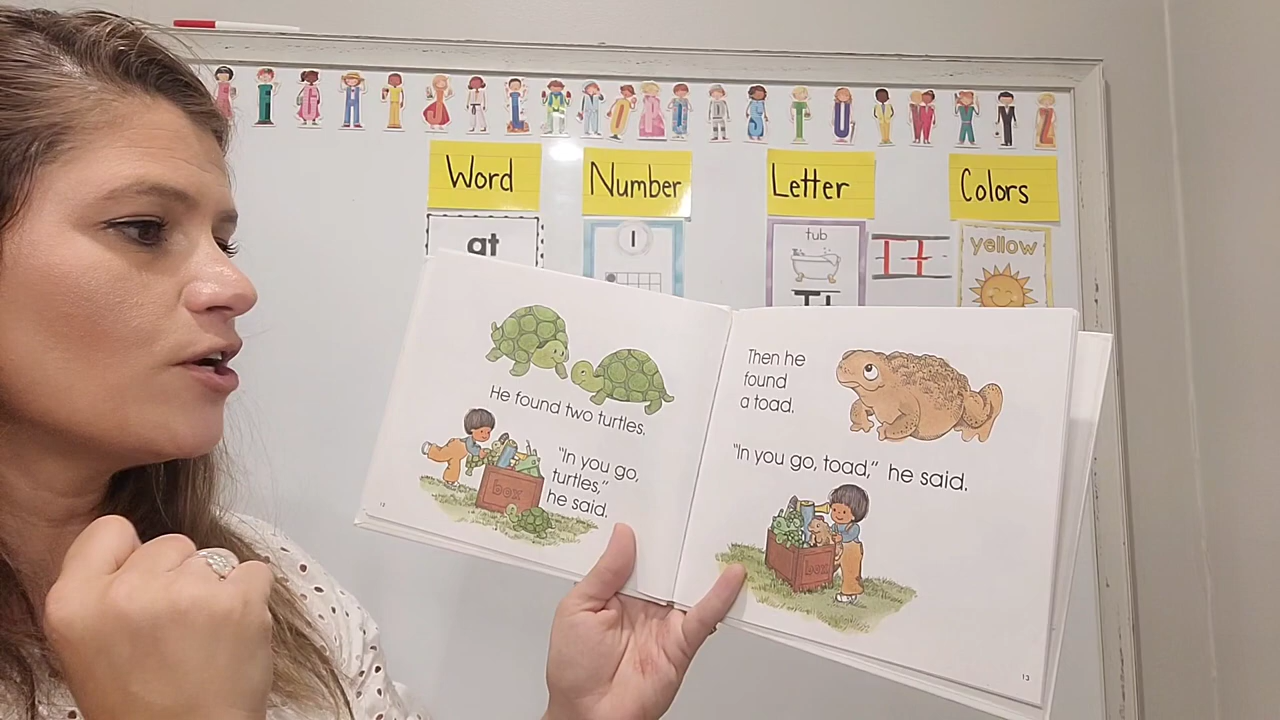 Word
Number
Letter
Colors
at
1
tub
Tt
yellow
He found two turtles.
"In you go,
turtles,"
he said.
box
12
Then he
found
a toad.
"In you go, toad," he said.
box
13